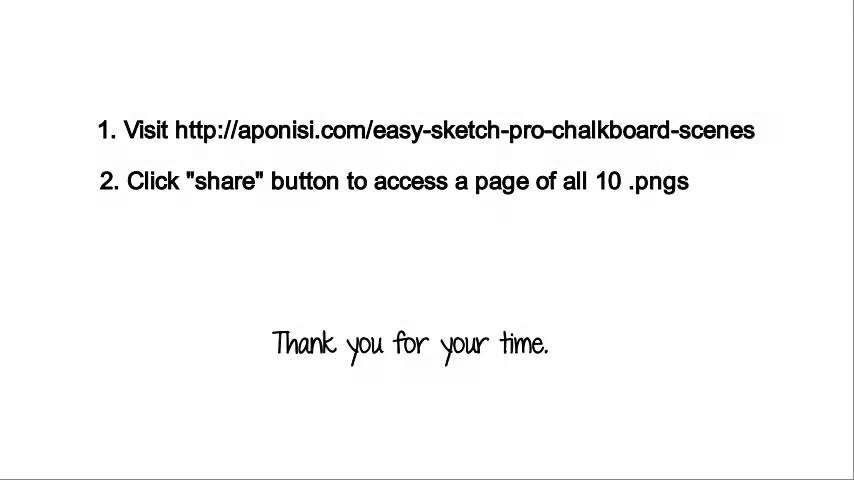 1. Visit http://aponisi.com/easy-sketch-pro-chalkboard-scenes
2. Click "share" button to access a page of all 10 .pngs
Thank you for your time.